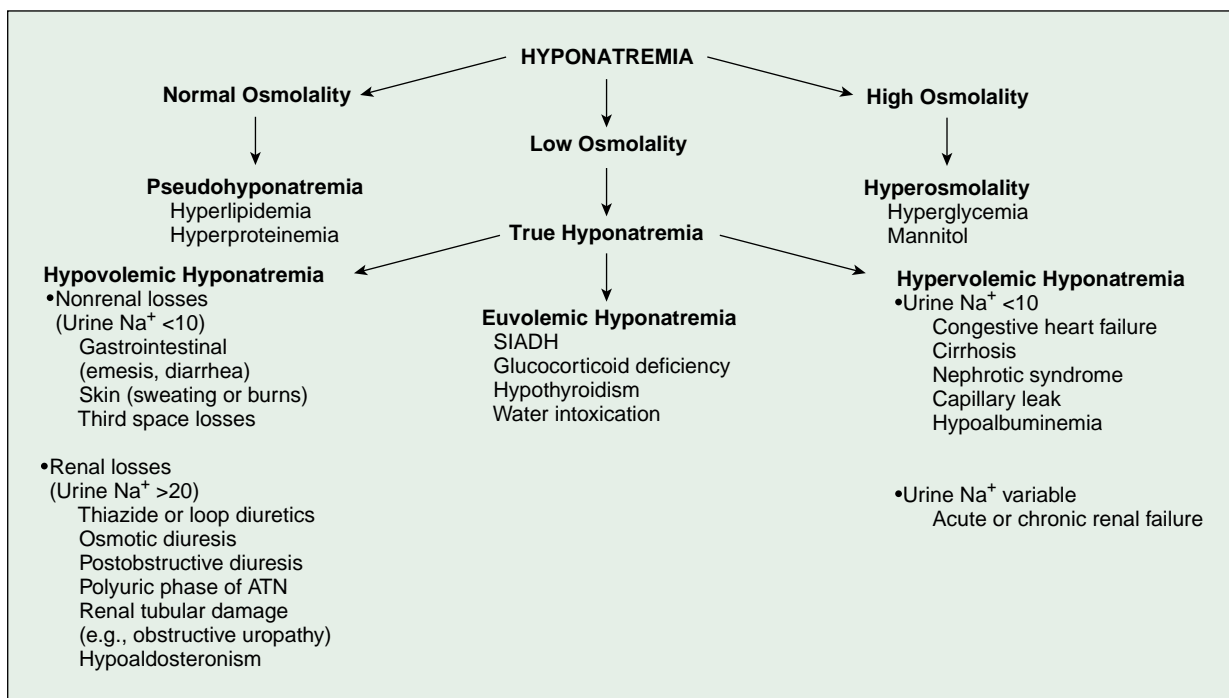 HYPONATREMIA
Normal Osmolality
High Osmolality
Low Osmolality
Pseudohyponatremia
Hyperlipidemia
Hyperproteinemia
Hyperosmolality
Hyperglycemia
Mannitol
True Hyponatremia
Hypovolemic Hyponatremia
•Nonrenal losses
(Urine Na+ <10)
Gastrointestinal
(emesis, diarrhea)
Skin (sweating or burns)
Third space losses
•Renal losses
(Urine Na+ >20)
Thiazide or loop diuretics
Osmotic diuresis
Postobstructive diuresis
Polyuric phase of ATN
Renal tubular damage
(e.g., obstructive uropathy)
Hypoaldosteronism
Euvolemic Hyponatremia
SIADH
Glucocorticoid deficiency
Hypothyroidism
Water intoxication
Hypervolemic Hyponatremia
•Urine Na+ <10
Congestive heart failure
Cirrhosis
Nephrotic syndrome
Capillary leak
Hypoalbuminemia
•Urine Na+ variable
Acute or chronic renal failure